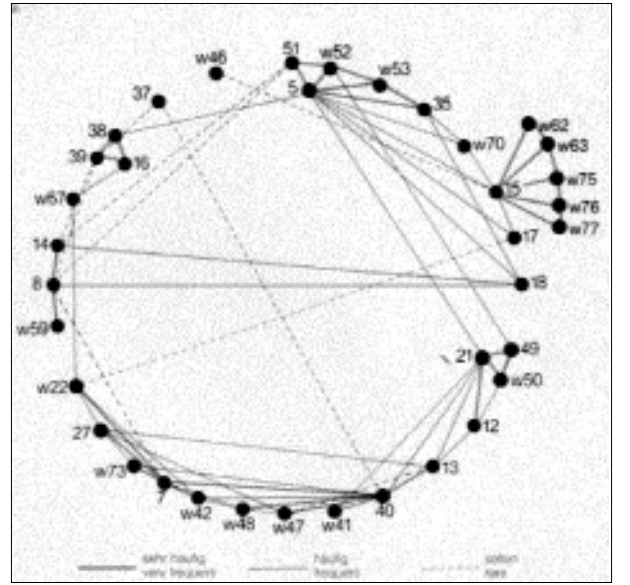 51
w52
w46
w53
5
37
35
w62
38
w70
w63
39
16
15
w75
w57
w76
w77
14
17
8
18
w59
49
21
w22
w50
27
12
w73
13
7
40
w42
w48
w47
w41
sehr häufig
häufig
selten
very frequent
frequent
rare